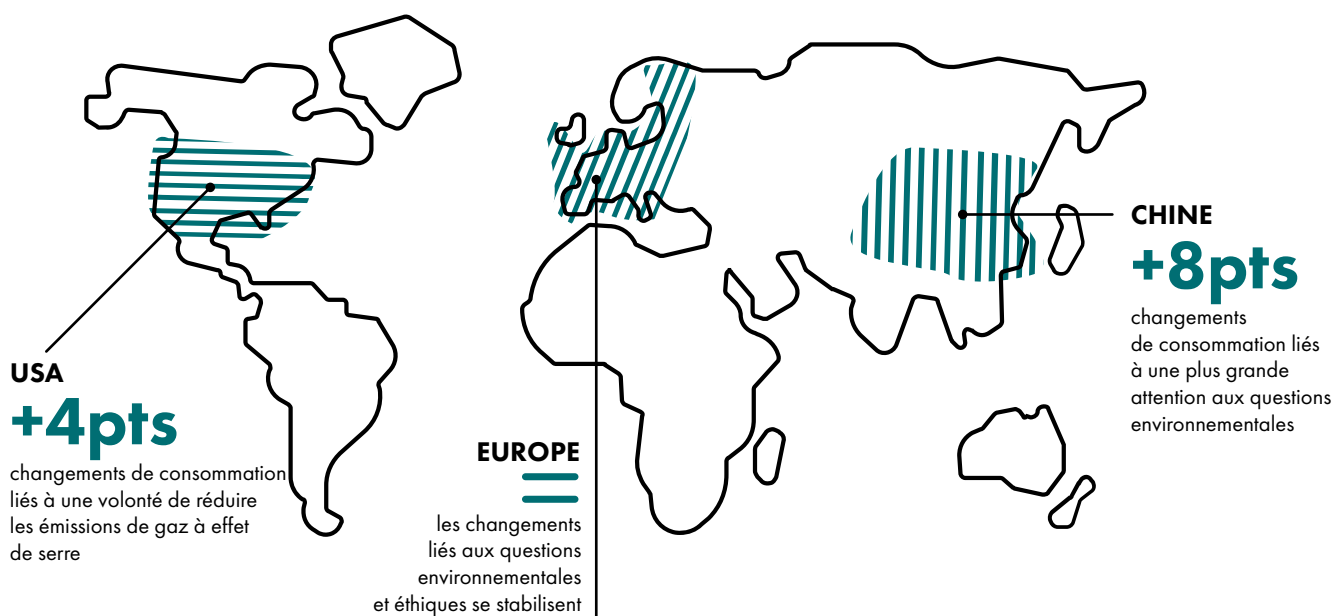 USA
+4pts
changements de consommation
liés à une volonté de réduire
les émissions de gaz à effet
de serre
EUROPE
les changements
liés aux questions
environnementales
et éthiques se stabilisent
CHINE
+8pts
changements
de consommation liés
à une plus grande
attention aux questions
environnementales